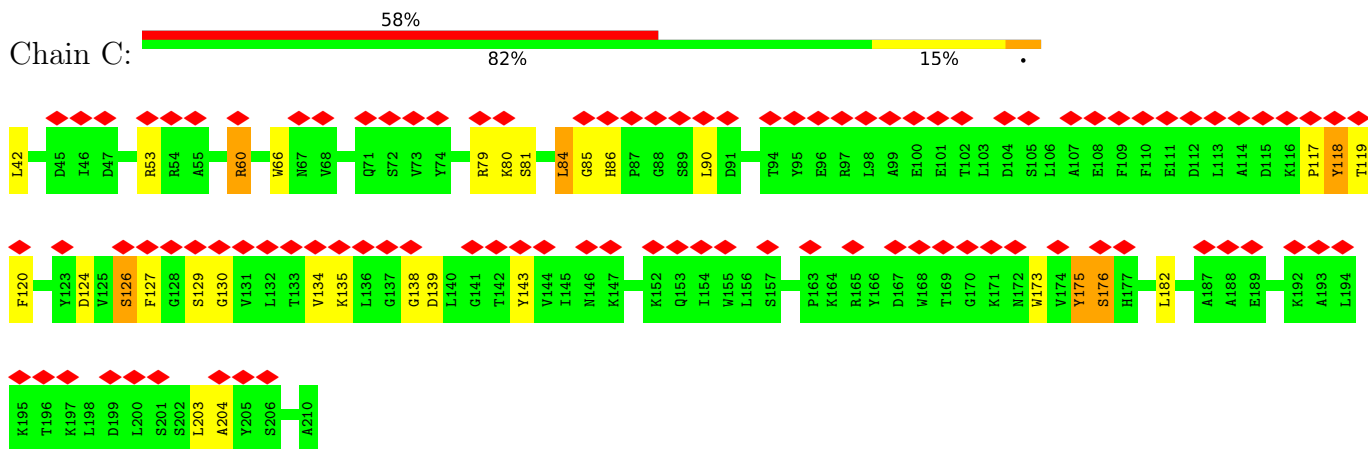 58%
Chain C:
82% 15% •
L42 D45 I46 D47 R53 R54 A55 R60 W66 N67 V68 Q71 S72 V73 Y74 R79 K80 S81 L84 G85 H86 P87 G88 S89 L90 D91 T94 Y95 E96 R97 L98 A99 E100 E101 T102 L103 D104 S105 L106 A107 E108 F109 F110 E111 D112 L113 A114 D115 K116 P117 Y118 T119
F120 Y123 D124 V125 S126 F127 G128 S129 G130 V131 L132 T133 V134 K135 L136 G137 G138 D139 L140 G141 T142 Y143 V144 I145 N146 K147 K152 Q153 I154 W155 L156 S157 P163 K164 R165 Y166 D167 W168 T169 G170 K171 N172 W173 V174 Y175 S176 H177 L182 A187 A188 E189 K192 A193 L194
K195 T196 K197 L198 D199 L200 S201 S202 L203 A204 Y205 S206 A210